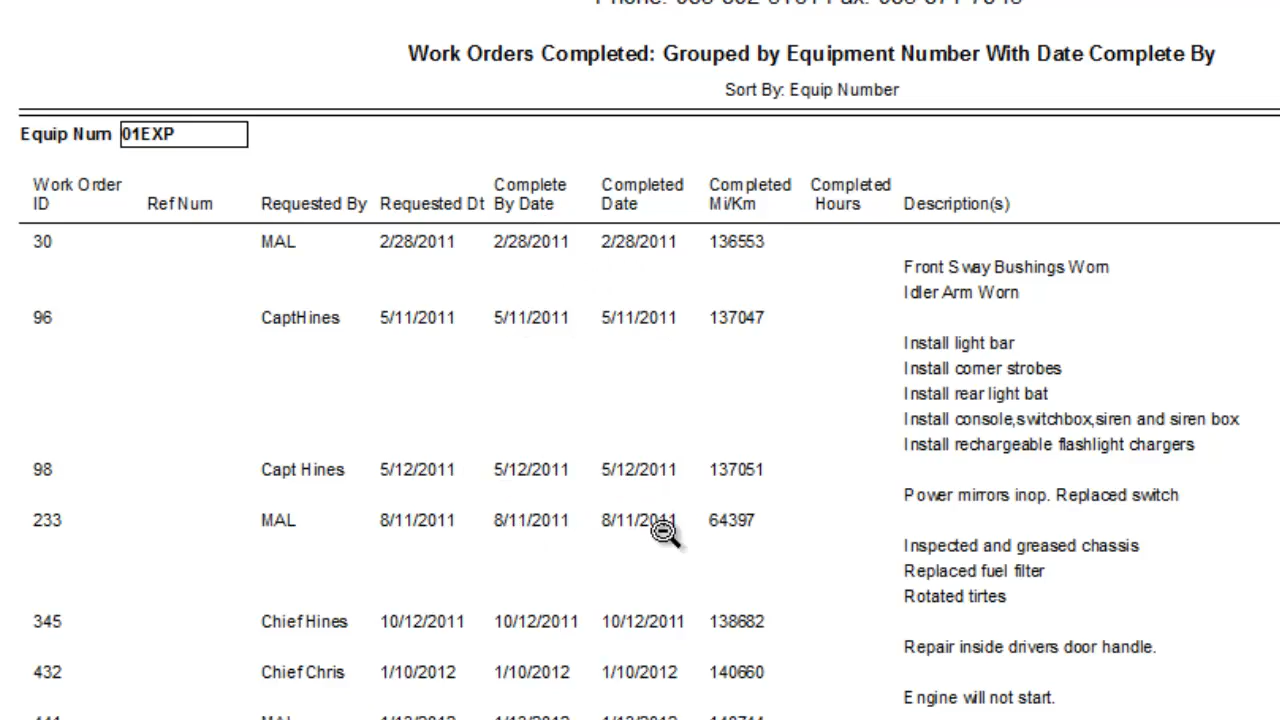 Work Orders Completed: Grouped by Equipment Number With Date Complete By
Sort By: Equip Number
Equip Num 01EXP
Work Order ID Ref Num Requested By Requested Dt Complete By Date Completed Date Completed Mi/Km Completed Hours Description(s)
30 MAL 2/28/2011 2/28/2011 2/28/2011 136553
Front Sway Bushings Worn
Idler Arm Worn
96 CaptHines 5/11/2011 5/11/2011 5/11/2011 137047
Install light bar
Install corner strobes
Install rear light bat
Install console,switchbox,siren and siren box
Install rechargeable flashlight chargers
98 Capt Hines 5/12/2011 5/12/2011 5/12/2011 137051
Power mirrors inop. Replaced switch
233 MAL 8/11/2011 8/11/2011 8/11/2011 64397
Inspected and greased chassis
Replaced fuel filter
Rotated tirtes
345 Chief Hines 10/12/2011 10/12/2011 10/12/2011 138682
Repair inside drivers door handle.
432 Chief Chris 1/10/2012 1/10/2012 1/10/2012 140660
Engine will not start.